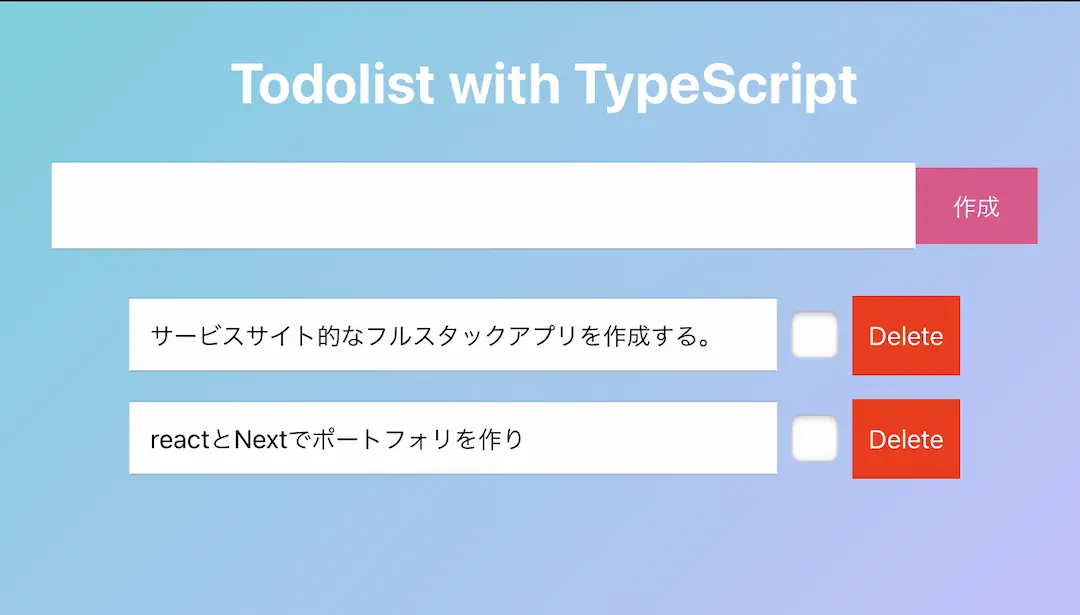 Todolist with TypeScript
作成
サービスサイト的なフルスタックアプリを作成する。
Delete
reactとNextでポートフォリを作り
Delete